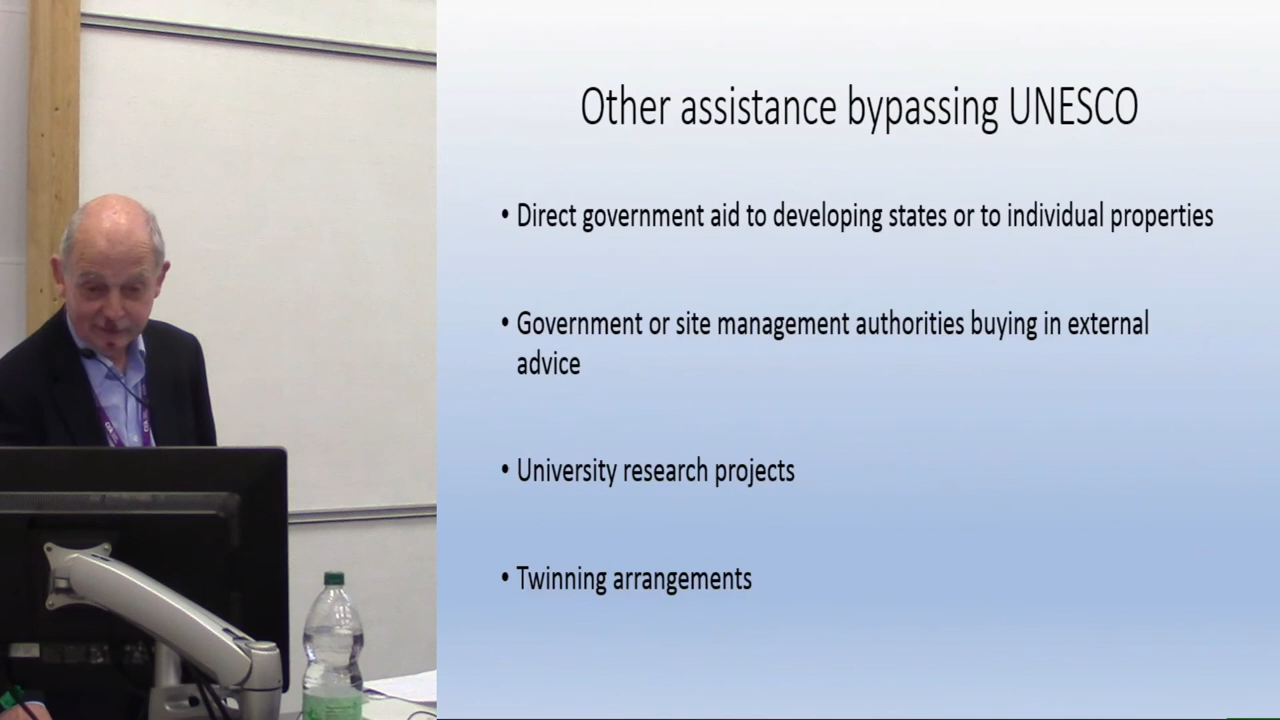 Other assistance bypassing UNESCO
• Direct government aid to developing states or to individual properties
• Government or site management authorities buying in external
advice
• University research projects
• Twinning arrangements